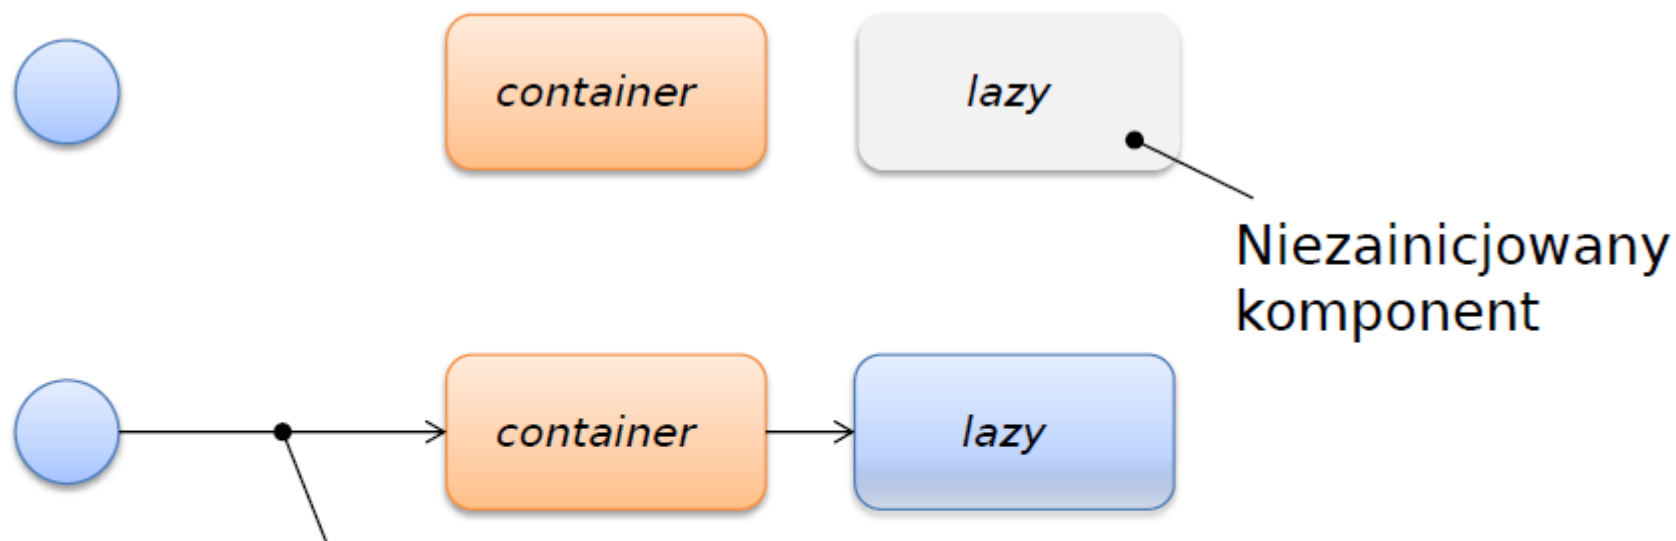 container
lazy
Niezainicjowany
komponent
container
lazy